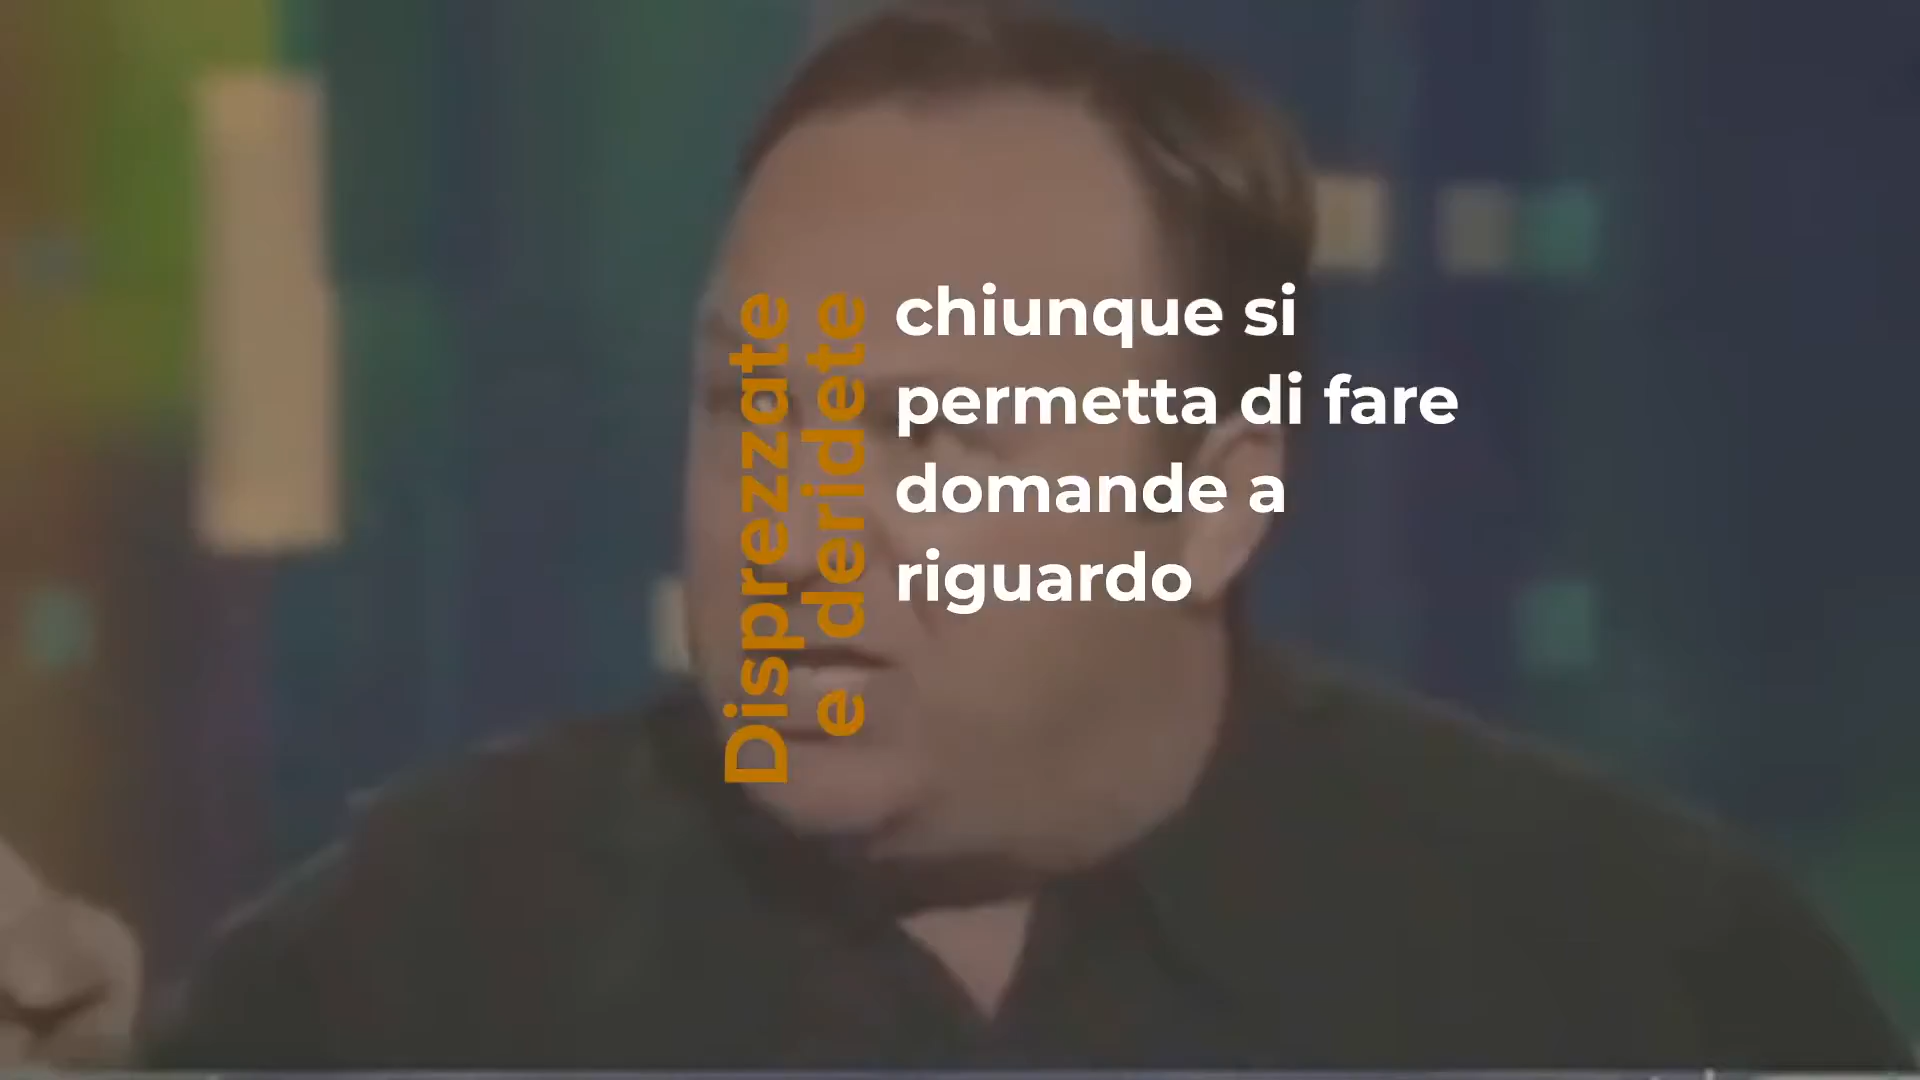 Disprezzate
e deridete
chiunque si
permetta di fare
domande a
riguardo